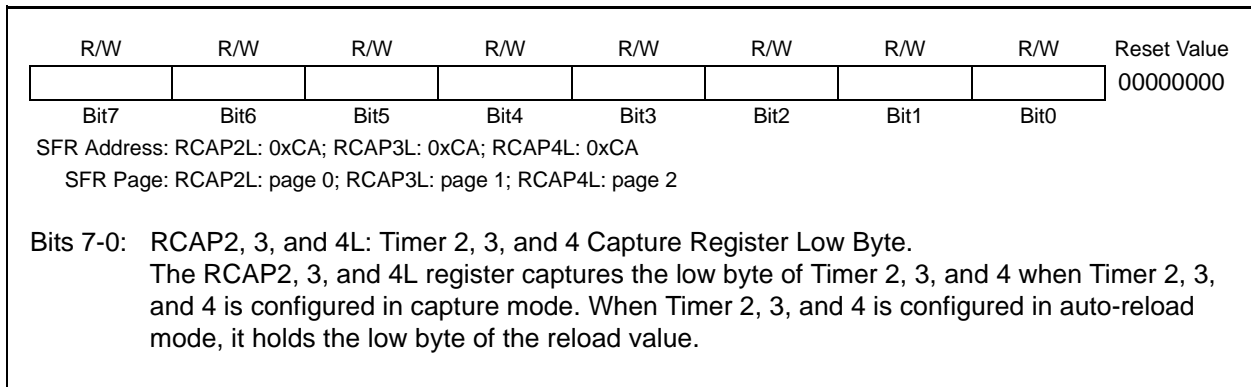 R/W R/W R/W R/W R/W R/W R/W R/W Reset Value
00000000
Bit7 Bit6 Bit5 Bit4 Bit3 Bit2 Bit1 Bit0
SFR Address: RCAP2L: 0xCA; RCAP3L: 0xCA; RCAP4L: 0xCA
SFR Page: RCAP2L: page 0; RCAP3L: page 1; RCAP4L: page 2
Bits 7-0: RCAP2, 3, and 4L: Timer 2, 3, and 4 Capture Register Low Byte.
The RCAP2, 3, and 4L register captures the low byte of Timer 2, 3, and 4 when Timer 2, 3,
and 4 is configured in capture mode. When Timer 2, 3, and 4 is configured in auto-reload
mode, it holds the low byte of the reload value.